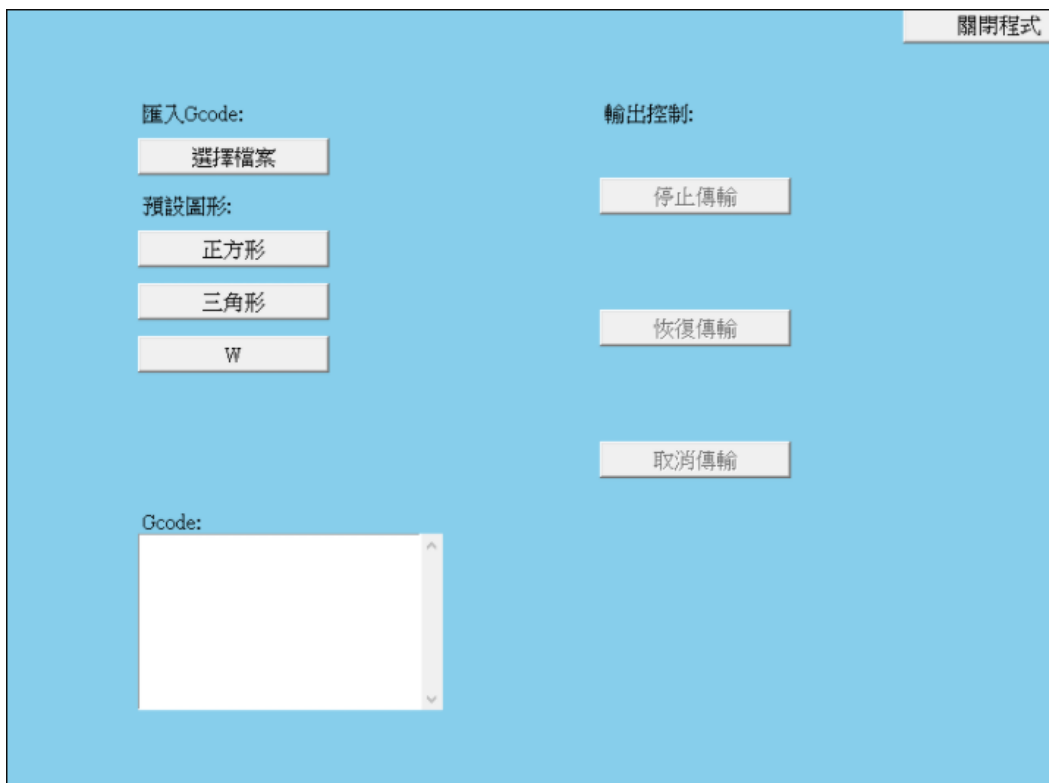 關閉程式
匯入Gcode:
選擇檔案
預設圖形:
正方形
三角形
W
輸出控制:
停止傳輸
恢復傳輸
取消傳輸
Gcode: